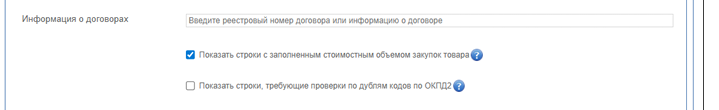 Информация о договорах
Введите реестровый номер договора или информацию о договоре
Показать строки с заполненным стоимостным объемом закупок товара ?
Показать строки, требующие проверки по дублям кодов по ОКПД2 ?